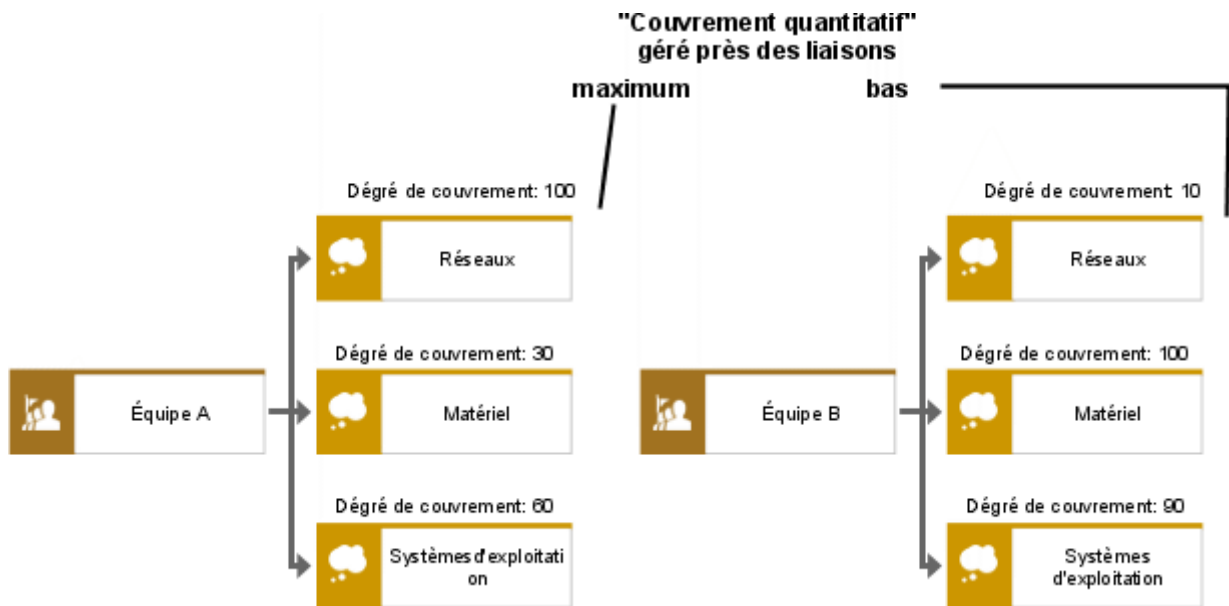 "Couvrement quantitatif"
géré près des liaisons
maximum
bas
Dégré de couvrement: 100
Réseaux
Dégré de couvrement: 30
Équipe A
Matériel
Dégré de couvrement: 60
Systèmes d'exploitati
on
Dégré de couvrement: 10
Réseaux
Dégré de couvrement: 100
Équipe B
Matériel
Dégré de couvrement: 90
Systèmes
d'exploitation